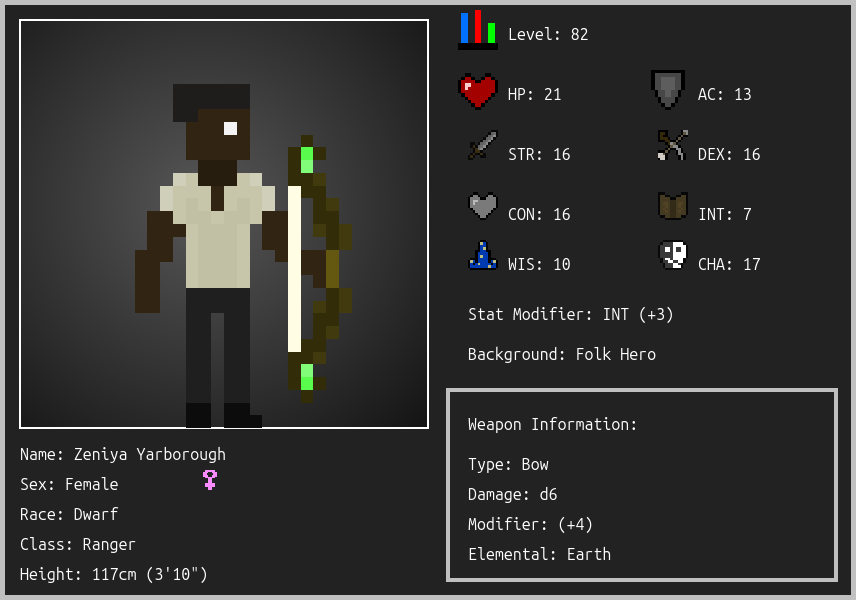 Level: 82
HP: 21
AC: 13
STR: 16
DEX: 16
CON: 16
INT: 7
WIS: 10
CHA: 17
Stat Modifier: INT (+3)
Background: Folk Hero
Weapon Information:
Type: Bow
Damage: d6
Modifier: (+4)
Elemental: Earth
Name: Zeniya Yarborough
Sex: Female
Race: Dwarf
Class: Ranger
Height: 117cm (3'10")